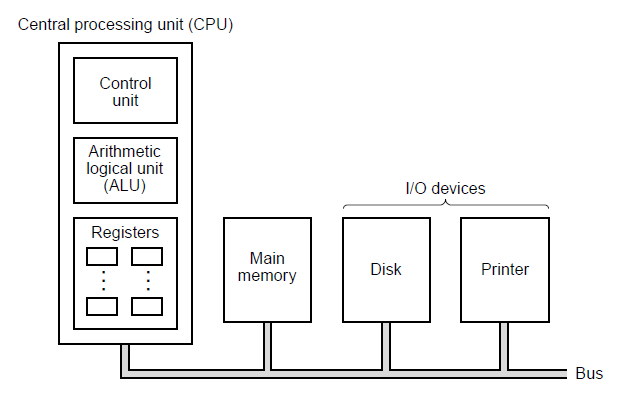 Central processing unit (CPU)
Control
unit
Arithmetic
logical unit
(ALU)
Registers
I/O devices
Main
memory
Disk
Printer
Bus